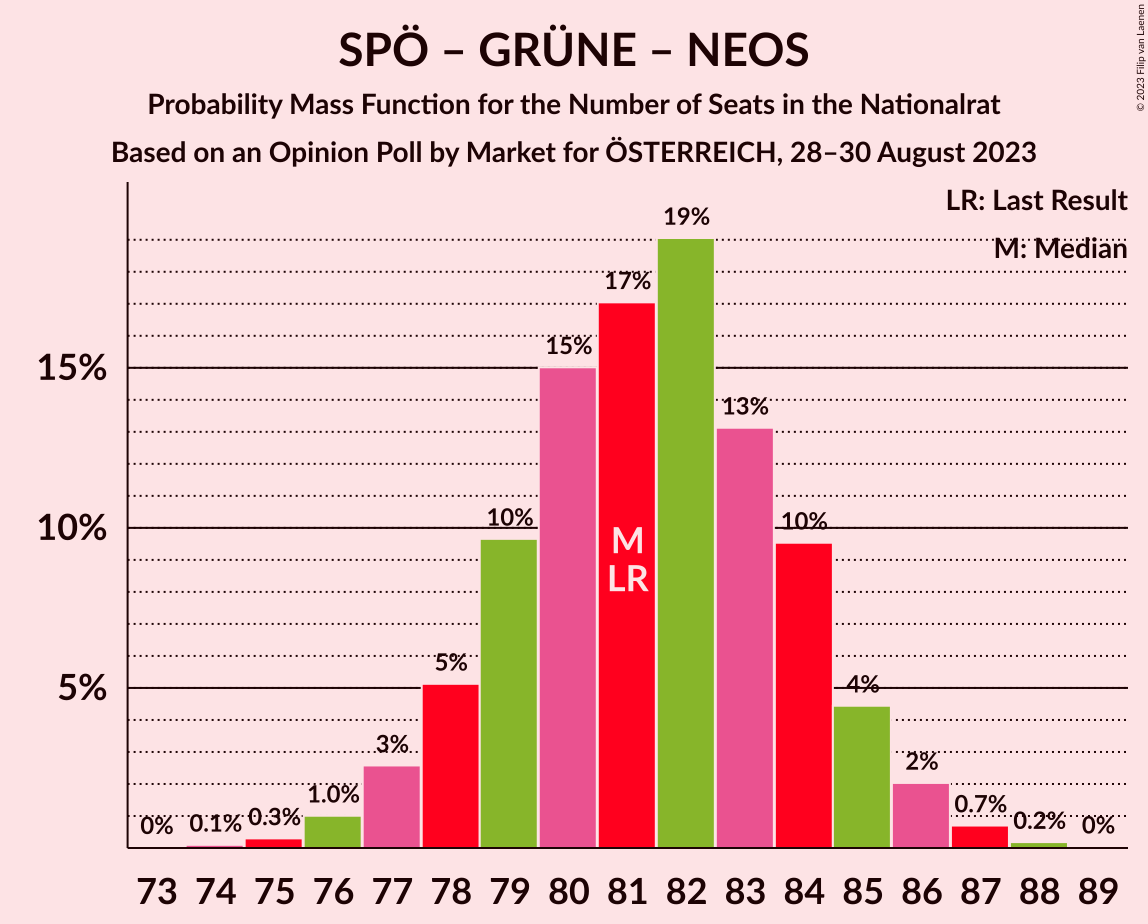 SPÖ – GRÜNE – NEOS
Probability Mass Function for the Number of Seats in the Nationalrat
Based on an Opinion Poll by Market for ÖSTERREICH, 28–30 August 2023
© 2023 Filip van Laenen
LR: Last Result
M: Median
19%
17%
15%
15%
13%
10%
10%
10%
M
LR
5%
5%
4%
3%
2%
1.0%
0.7%
0% 0.1% 0.3% 0.2% 0%
73 74 75 76 77 78 79 80 81 82 83 84 85 86 87 88 89